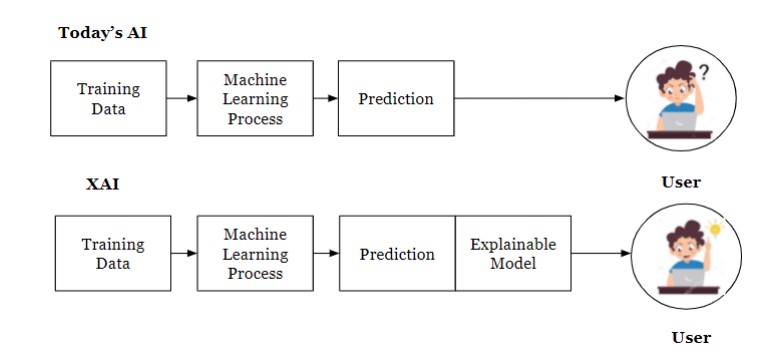 Today's AI
Training
Data
Machine
Learning
Process
Prediction
?
User
XAI
Training
Data
Machine
Learning
Process
Prediction
Explainable
Model
User